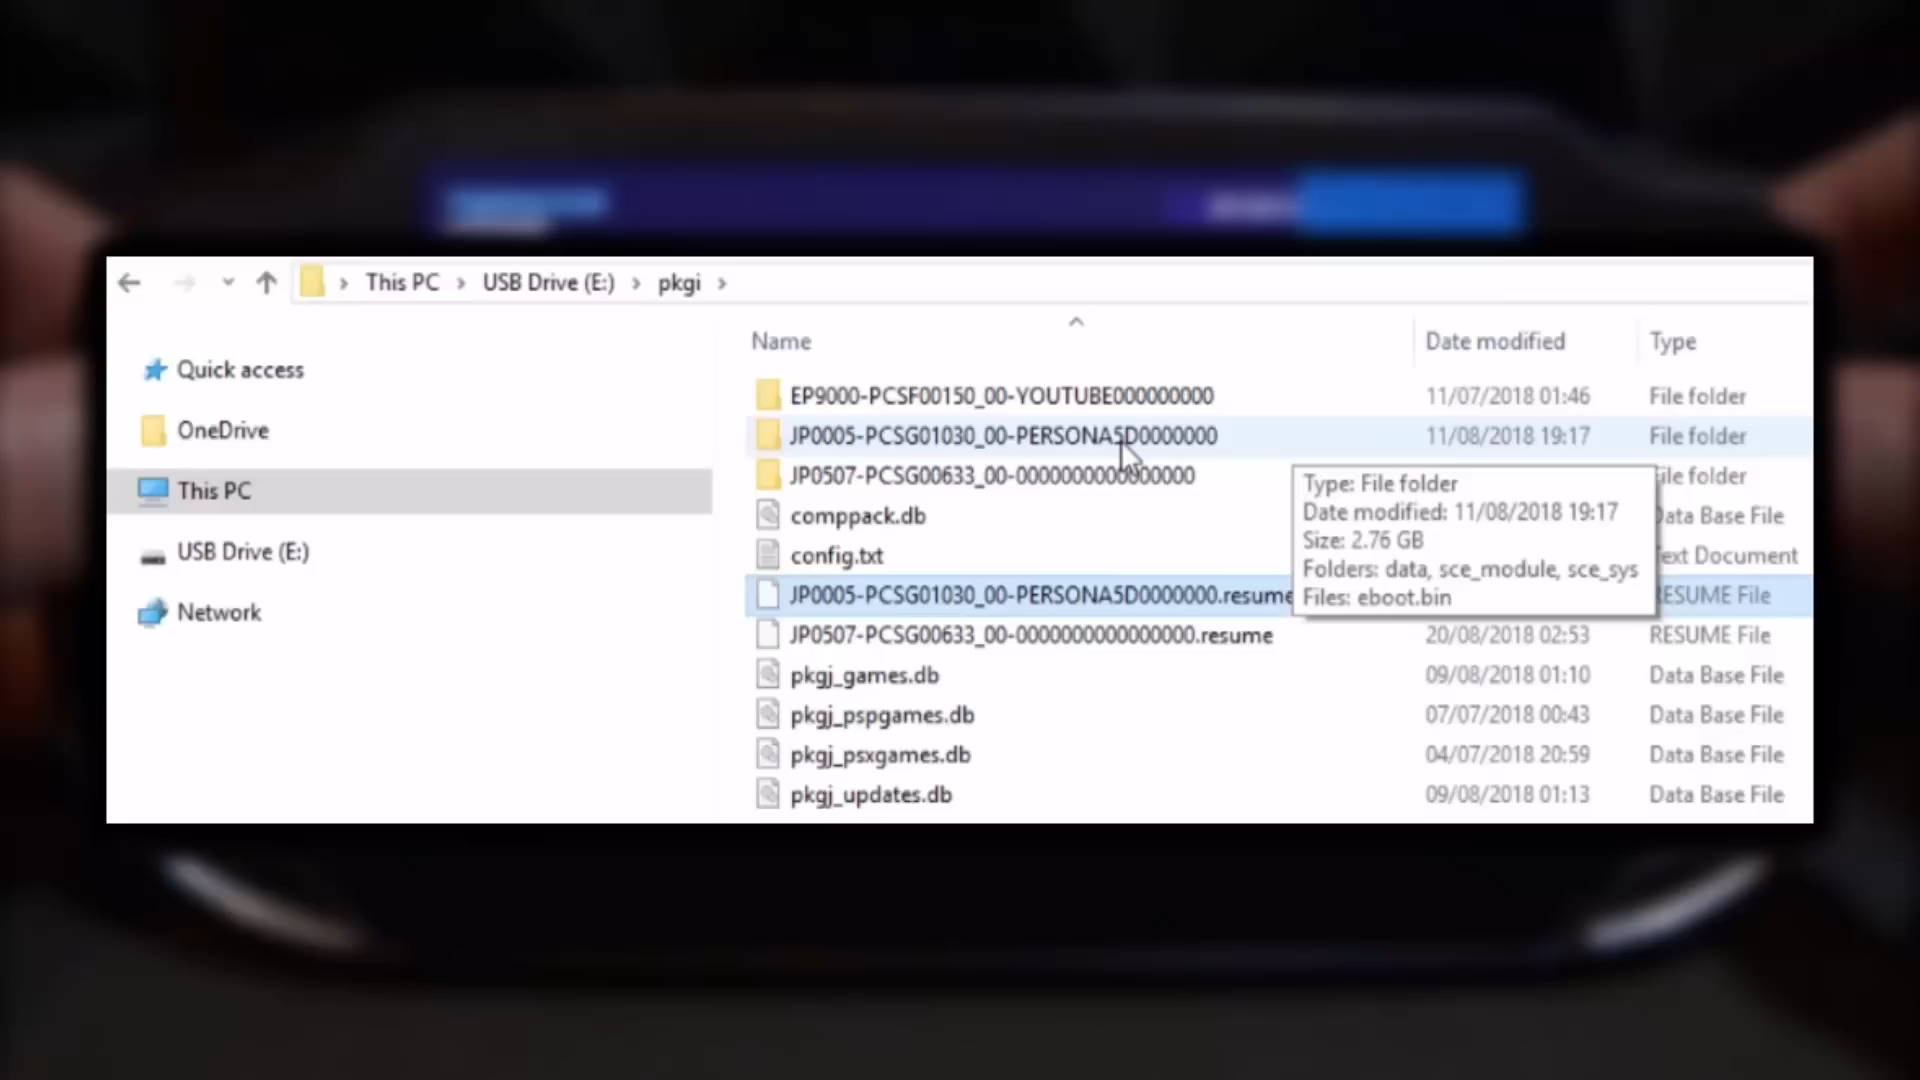 This PC > USB Drive (E:) > pkgi >
Name Date modified Type
Quick access
OneDrive
This PC
USB Drive (E:)
Network
EP9000-PCSF00150_00-YOUTUBE000000000 11/07/2018 01:46 File folder
JP0005-PCSG01030_00-PERSONA5D0000000 11/08/2018 19:17 File folder
JP0507-PCSG00633_00-0000000000000000 ile folder
comppack.db Data Base File
config.txt ext Document
JP0005-PCSG01030_00-PERSONA5D0000000.resume RESUME File
JP0507-PCSG00633_00-0000000000000000.resume 20/08/2018 02:53 RESUME File
pkgj_games.db 09/08/2018 01:10 Data Base File
pkgj_pspgames.db 07/07/2018 00:43 Data Base File
pkgj_psxgames.db 04/07/2018 20:59 Data Base File
pkgj_updates.db 09/08/2018 01:13 Data Base File
Type: File folder
Date modified: 11/08/2018 19:17
Size: 2.76 GB
Folders: data, sce_module, sce_sys
Files: eboot.bin